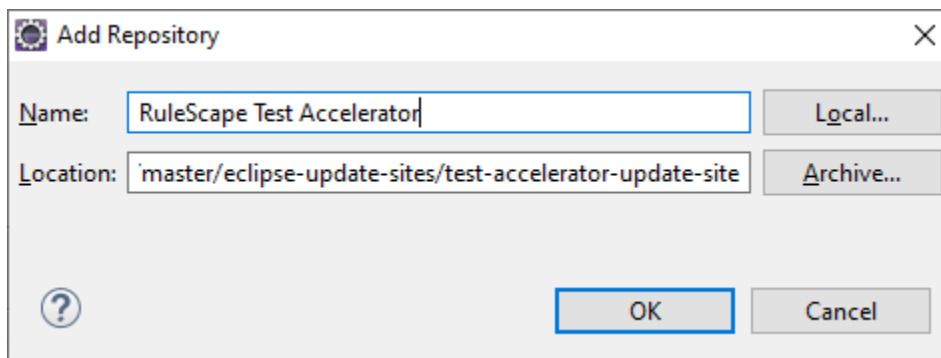 Add Repository
Name: RuleScape Test Accelerator Local...
Location: master/eclipse-update-sites/test-accelerator-update-site Archive...
? OK Cancel